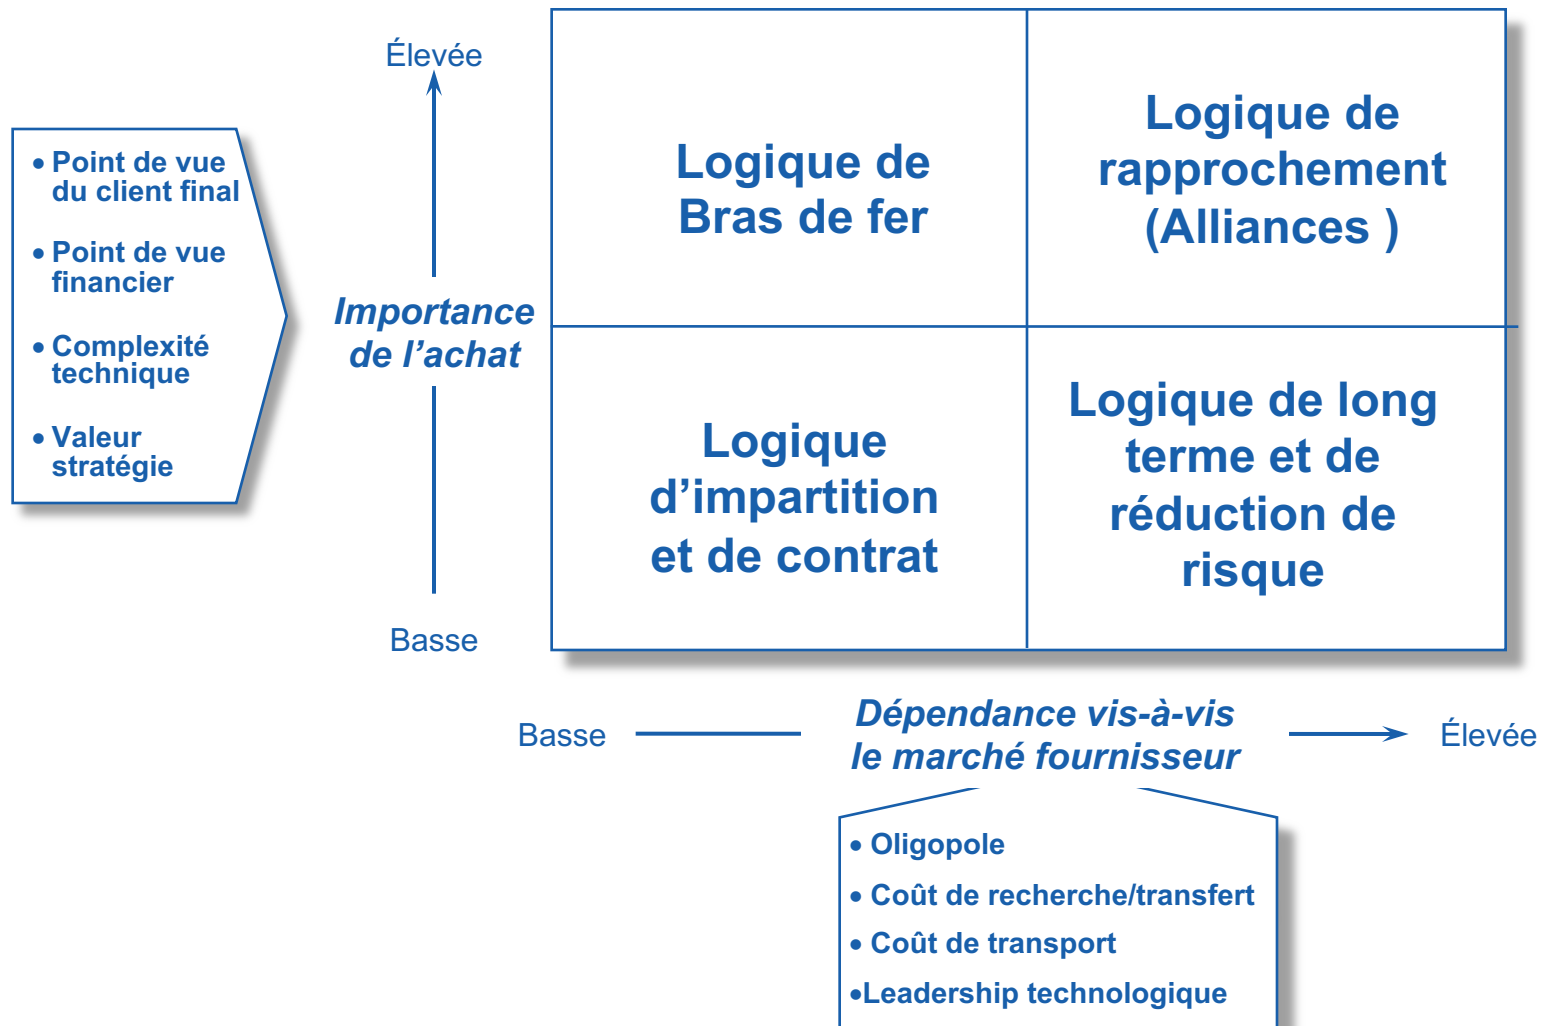 Élevée
• Point de vue
du client final
• Point de vue
financier
• Complexité
technique
• Valeur
stratégie
Importance
de l’achat
Basse
Logique de
Bras de fer
Logique de
rapprochement
(Alliances )
Logique
d’impartition
et de contrat
Logique de long
terme et de
réduction de
risque
Basse
Dépendance vis-à-vis
le marché fournisseur
Élevée
• Oligopole
• Coût de recherche/transfert
• Coût de transport
•Leadership technologique